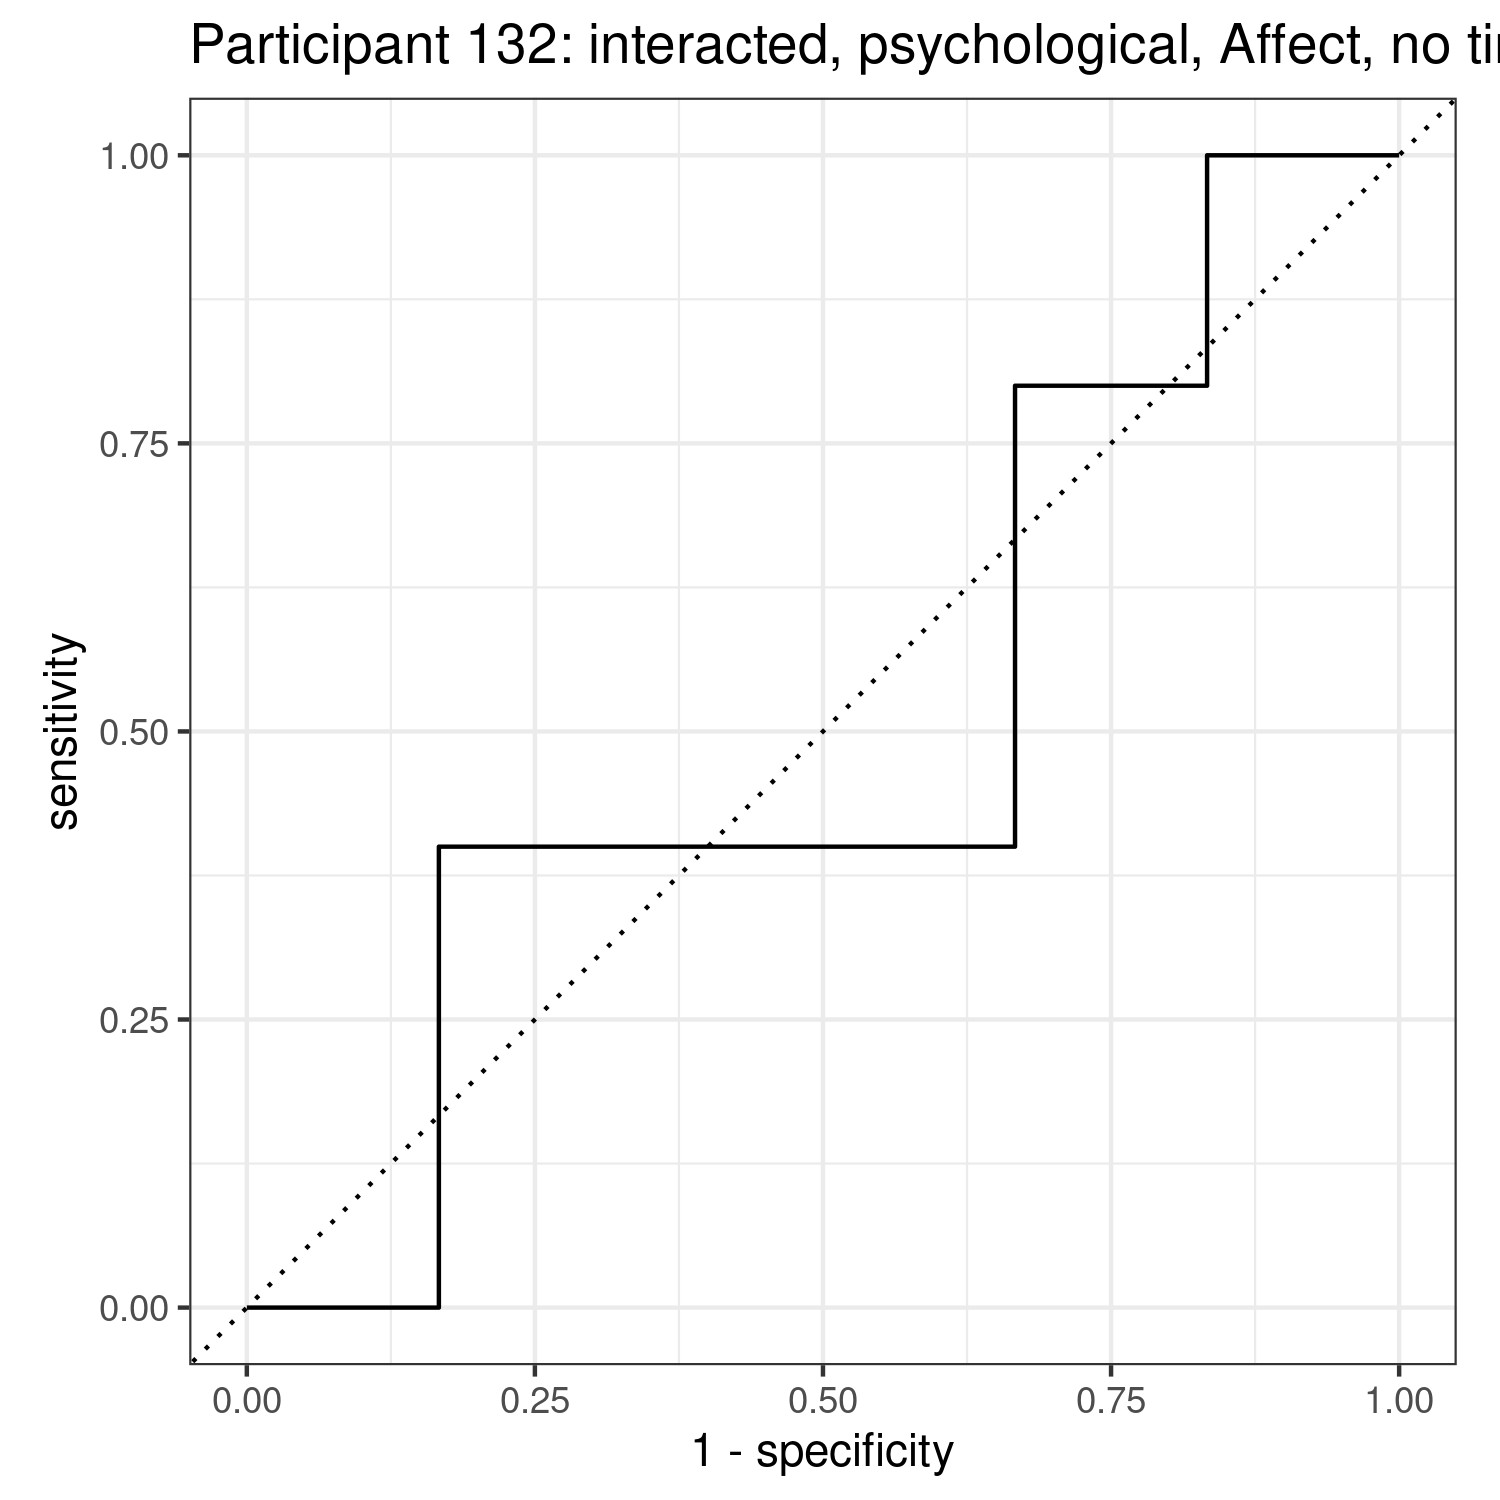 Participant 132: interacted, psychological, Affect, no
1.00
0.75
0.50
0.25
0.00
sensitivity
0.00 0.25 0.50 0.75 1.00
1 - specificity